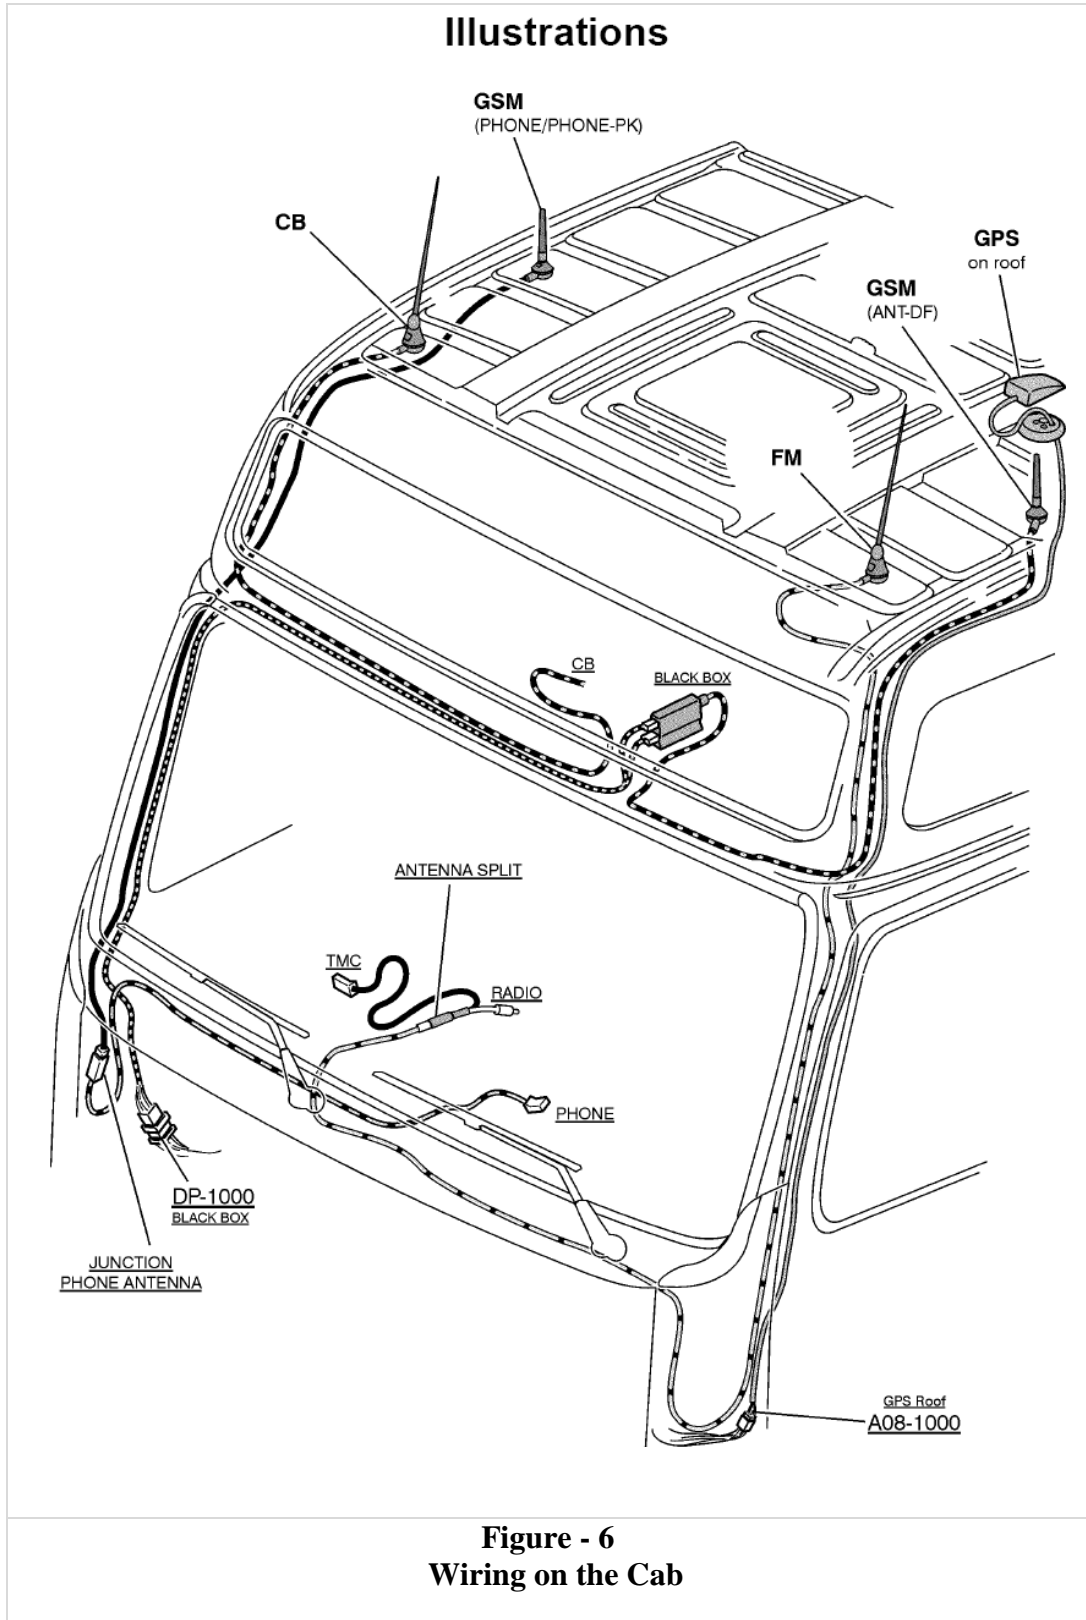 Illustrations
GSM
(PHONE/PHONE-PK)
CB
GPS
on roof
GSM
(ANT-DF)
FM
CB
BLACK BOX
ANTENNA SPLIT
TMC
RADIO
PHONE
DP-1000
BLACK BOX
JUNCTION
PHONE ANTENNA
GPS Roof
A08-1000
Figure - 6
Wiring on the Cab